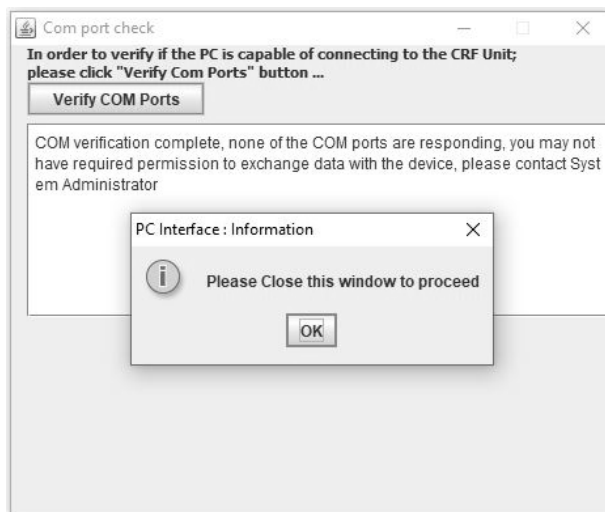 Com port check
In order to verify if the PC is capable of connecting to the CRF Unit;
please click "Verify Com Ports" button ...
Verify COM Ports
COM verification complete, none of the COM ports are responding, you may not
have required permission to exchange data with the device, please contact Syst
em Administrator
PC Interface : Information
Please Close this window to proceed
OK